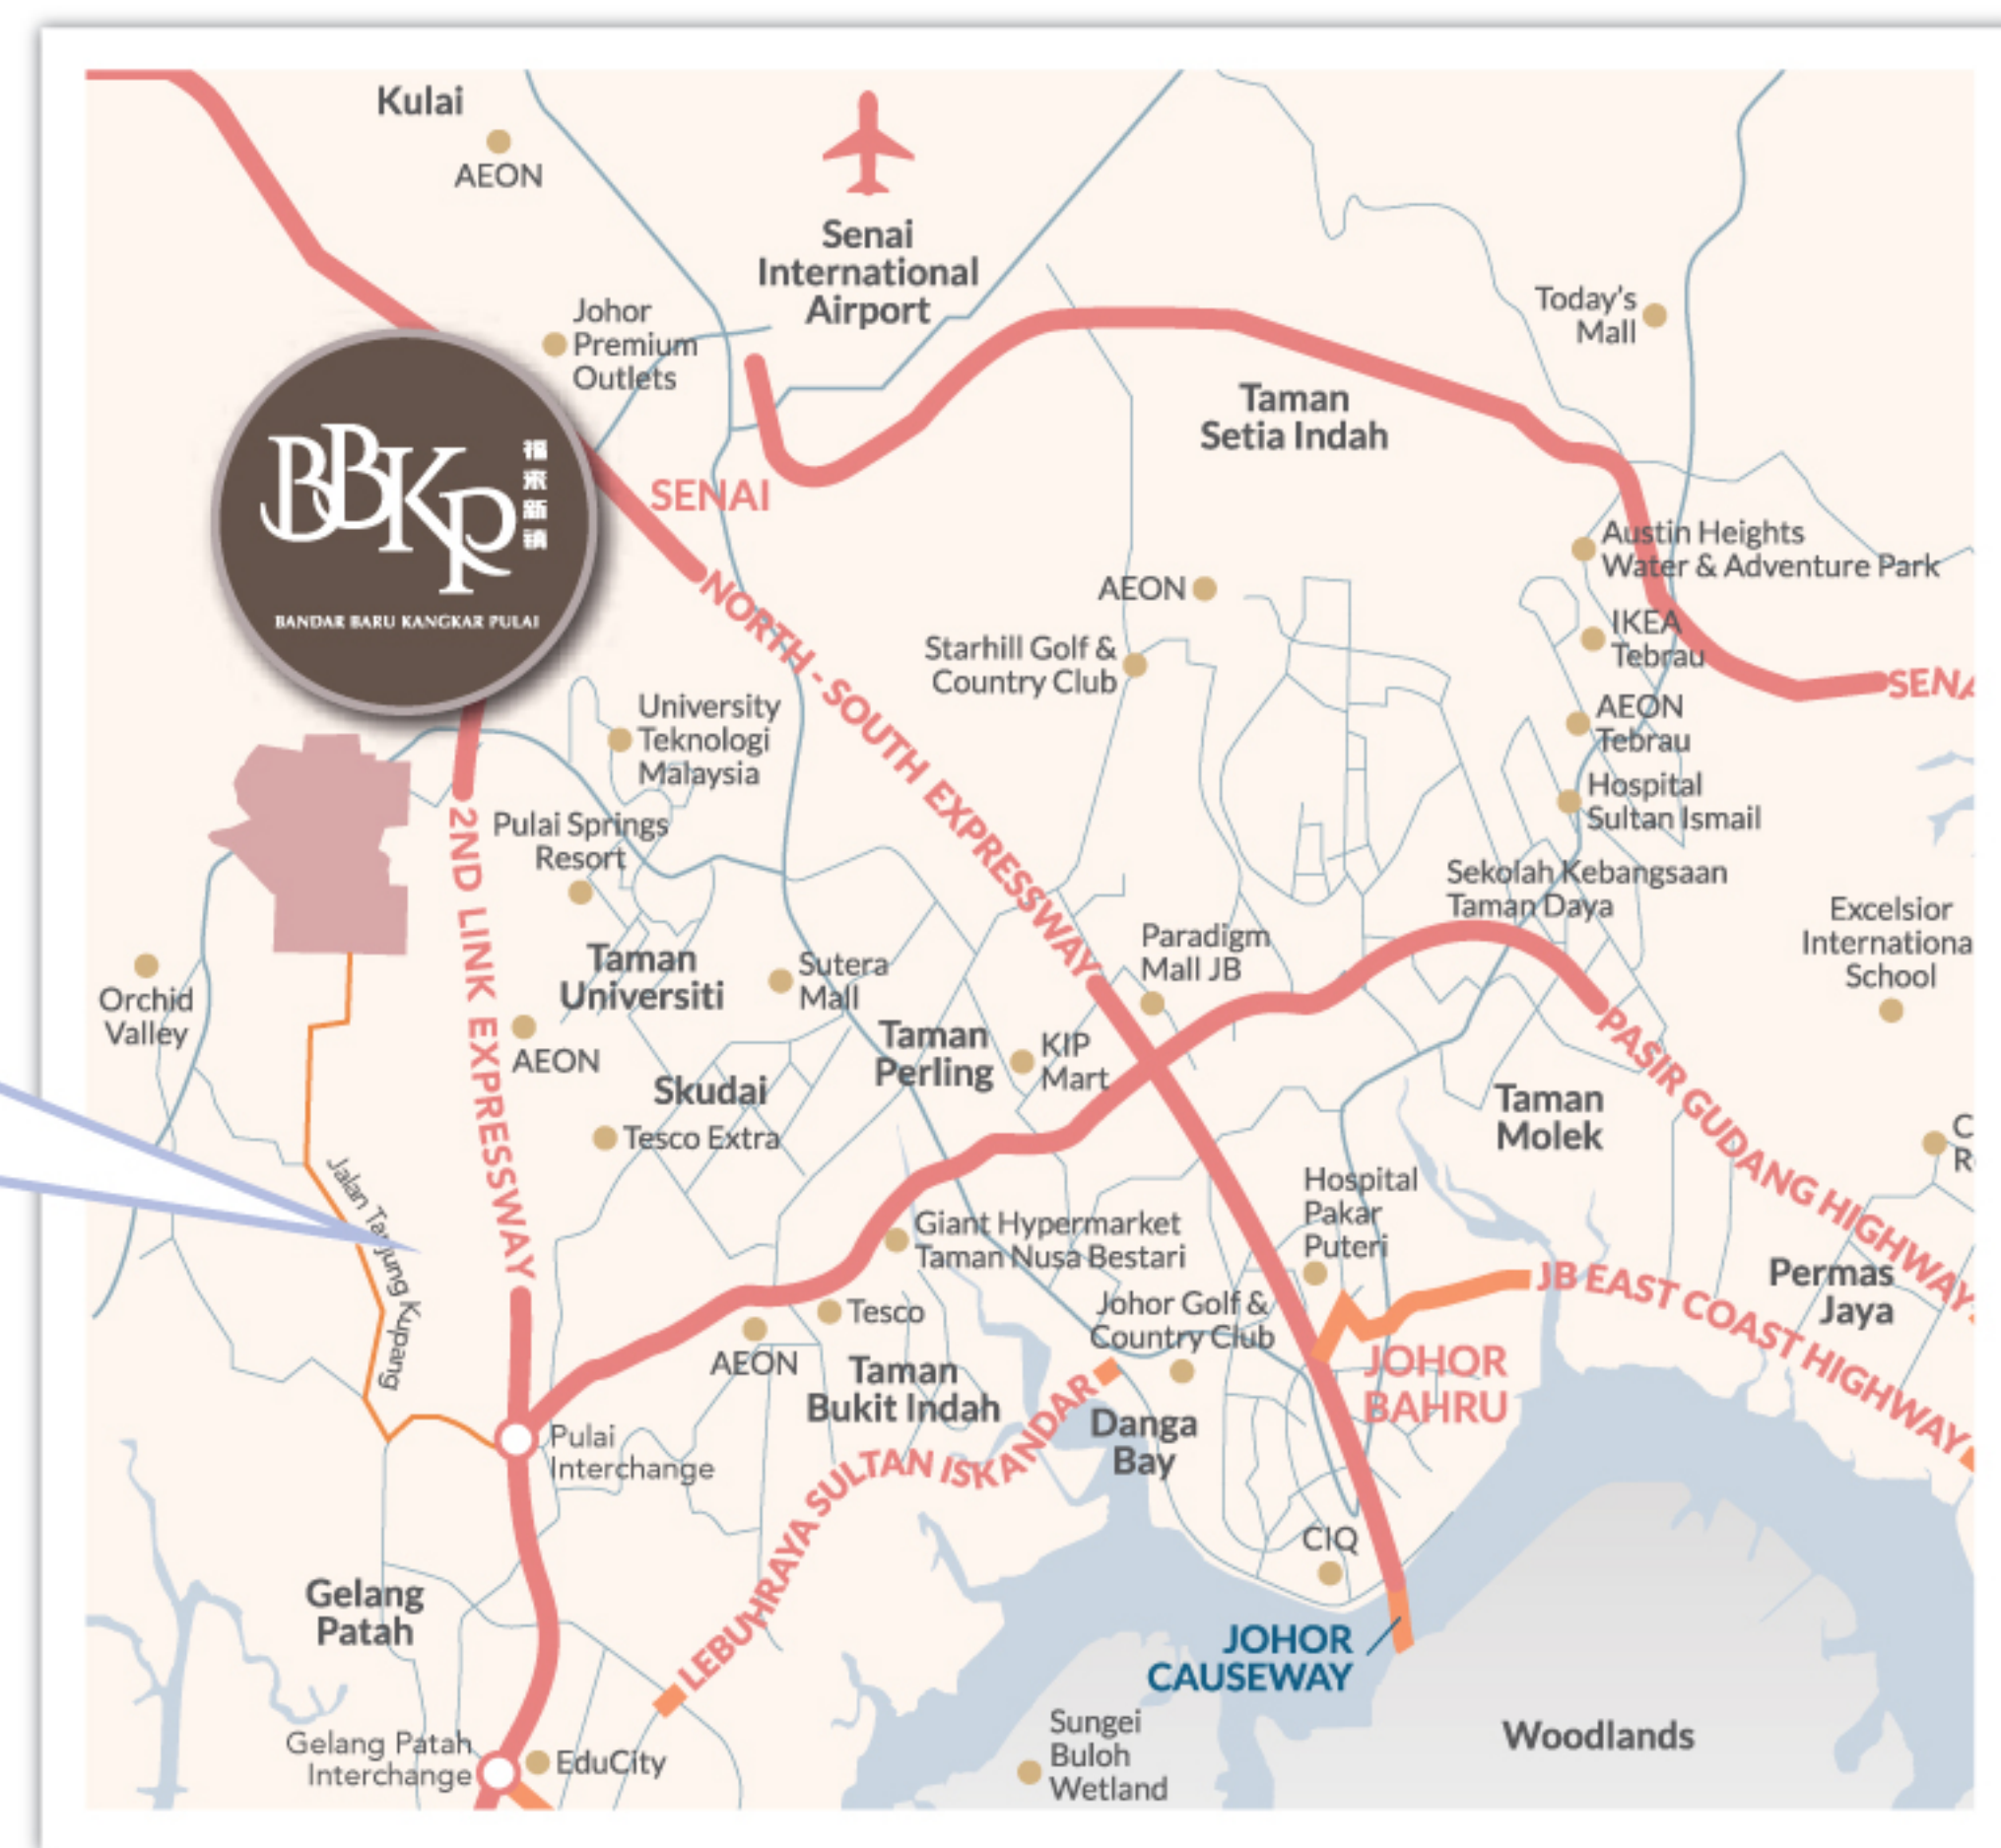 Kulai
AEON
Senai
International
Airport
Johor
Premium
Outlets
Today's
Mall
Taman
Setia Indah
BBKP
福來新鎮
BANDAR BARU KANGKAR PULAI
SENAI
Austin Heights
Water & Adventure Park
AEON
NORTH - SOUTH EXPRESSWAY
IKEA
Tebrau
Starhill Golf &
Country Club
SENA
University
Teknologi
Malaysia
AEON
Tebrau
Hospital
Sultan Ismail
2ND LINK EXPRESSWAY
Pulai Springs
Resort
Sekolah Kebangsaan
Taman Daya
Excelsior
Internationa
School
Paradigm
Mall JB
Taman
Universiti
Sutera
Mall
Orchid
Valley
AEON
Taman
Perling
KIP
Mart
Skudai
Tesco Extra
PASIR GUDANG HIGHWAY
Taman
Molek
C
R
Jalan Tanjung Kupang
Hospital
Pakar
Puteri
Giant Hypermarket
Taman Nusa Bestari
JB EAST COAST HIGHWAY
Permas
Jaya
Tesco
Johor Golf &
Country Club
AEON
Taman
Bukit Indah
JOHOR
BAHRU
Danga
Bay
Pulai
Interchange
LEBUHRAYA SULTAN ISKANDAR
CIQ
Gelang
Patah
JOHOR
CAUSEWAY
Sungei
Buloh
Wetland
Woodlands
Gelang Patah
Interchange
EduCity